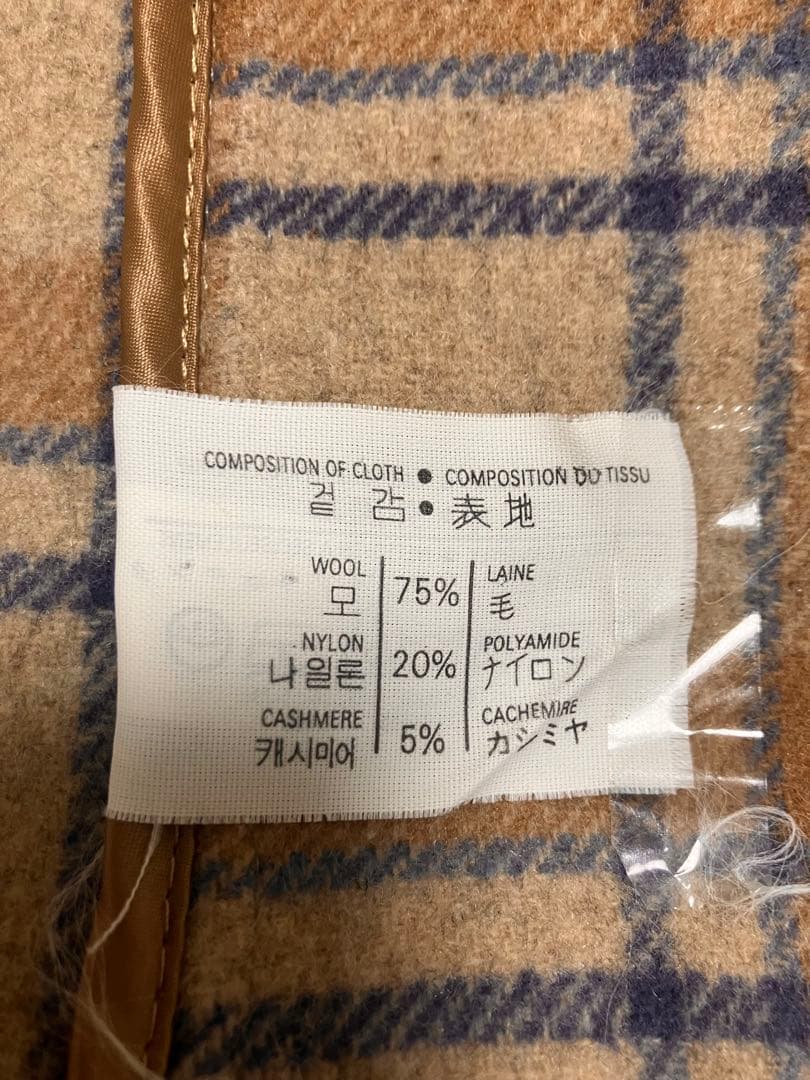 COMPOSITION OF CLOTH ● COMPOSITION DU TISSU
겉 감 ● 表地
WOOL 75% LAINE
모 毛
NYLON 20% POLYAMIDE
나일론 ナイロン
CASHMERE 5% CACHEMIRE
캐시미어 カシミヤ